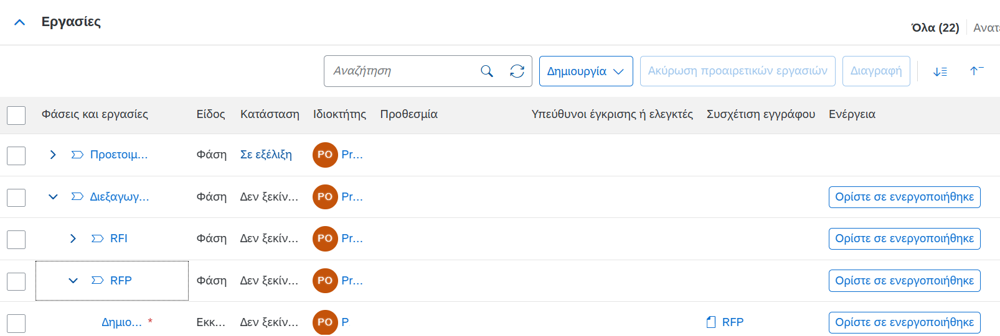 Εργασίες
Όλα (22) Ανατε
Αναζήτηση Δημιουργία Ακύρωση προαιρετικών εργασιών Διαγραφή
Φάσεις και εργασίες Είδος Κατάσταση Ιδιοκτήτης Προθεσμία Υπεύθυνοι έγκρισης ή ελεγκτές Συσχέτιση εγγράφου Ενέργεια
Προετοιμ... Φάση Σε εξέλιξη PO Pr...
Διεξαγωγ... Φάση Δεν ξεκίν... PO Pr... Ορίστε σε ενεργοποιήθηκε
RFI Φάση Δεν ξεκίν... PO Pr... Ορίστε σε ενεργοποιήθηκε
RFP Φάση Δεν ξεκίν... PO Pr... Ορίστε σε ενεργοποιήθηκε
Δημιο... * Εκκ... Δεν ξεκίν... PO P RFP Ορίστε σε ενεργοποιήθηκε